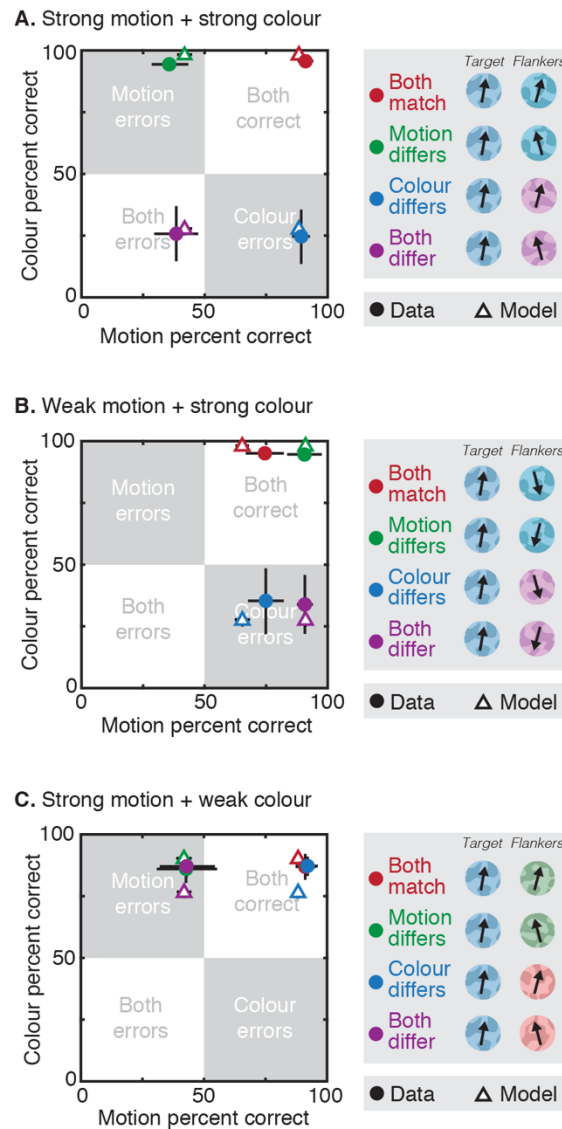 A. Strong motion + strong colour
100
50
0
Colour percent correct
Motion errors
Both correct
Both errors
Colour errors
0
50
100
Motion percent correct
Target Flankers
Both match
Motion differs
Colour differs
Both differ
Data Model
B. Weak motion + strong colour
100
50
0
Colour percent correct
Motion errors
Both correct
Both errors
Colour errors
0
50
100
Motion percent correct
Target Flankers
Both match
Motion differs
Colour differs
Both differ
Data Model
C. Strong motion + weak colour
100
50
0
Colour percent correct
Motion errors
Both correct
Both errors
Colour errors
0
50
100
Motion percent correct
Target Flankers
Both match
Motion differs
Colour differs
Both differ
Data Model